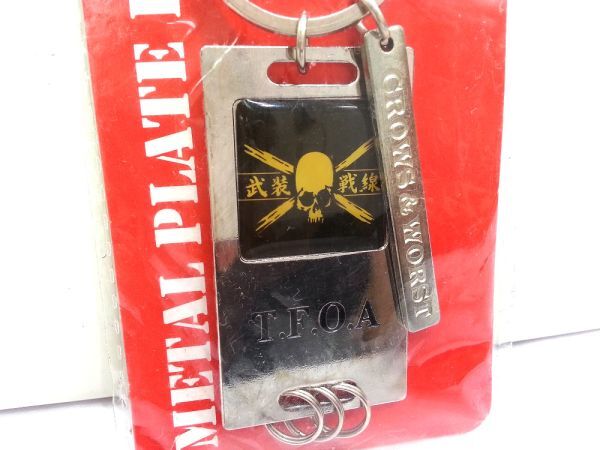 METAL PLATE
武装戦線
T.F.O.A
CROWS & WORST